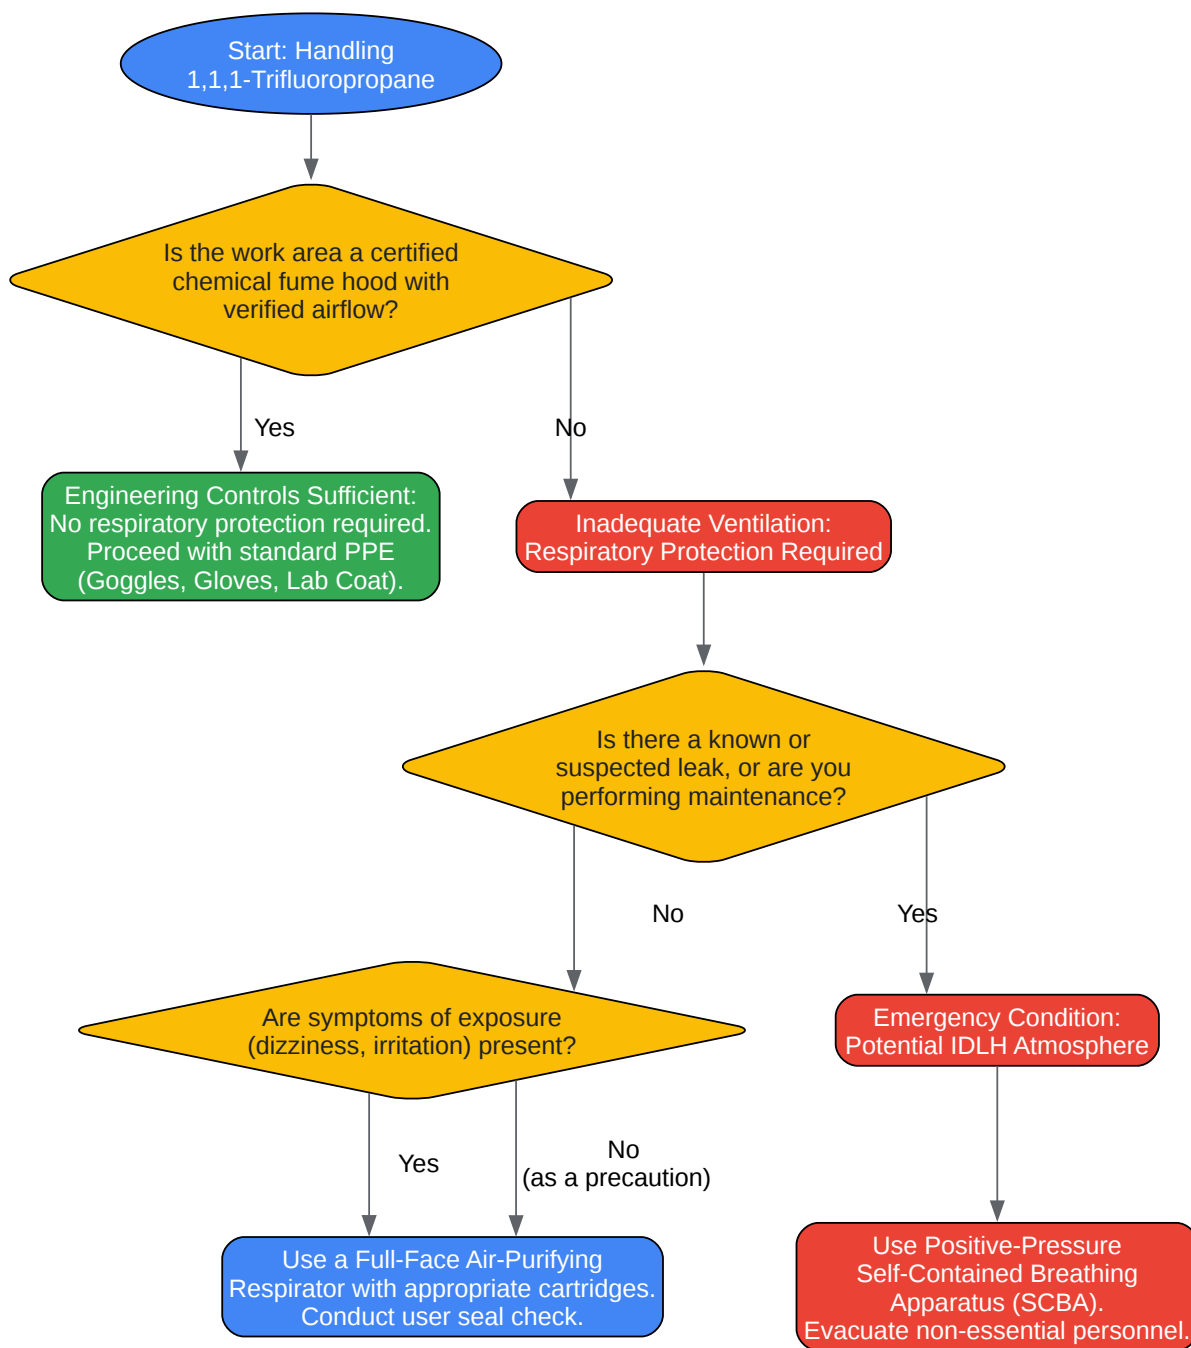 Start: Handling
1,1,1-Trifluoropropane
Is the work area a certified
chemical fume hood with
verified airflow?
Yes
No
Engineering Controls Sufficient:
No respiratory protection required.
Proceed with standard PPE
(Goggles, Gloves, Lab Coat).
Inadequate Ventilation:
Respiratory Protection Required
Is there a known or
suspected leak, or are you
performing maintenance?
No
Yes
Are symptoms of exposure
(dizziness, irritation) present?
Emergency Condition:
Potential IDLH Atmosphere
Yes
No
(as a precaution)
Use a Full-Face Air-Purifying
Respirator with appropriate cartridges.
Conduct user seal check.
Use Positive-Pressure
Self-Contained Breathing
Apparatus (SCBA).
Evacuate non-essential personnel.